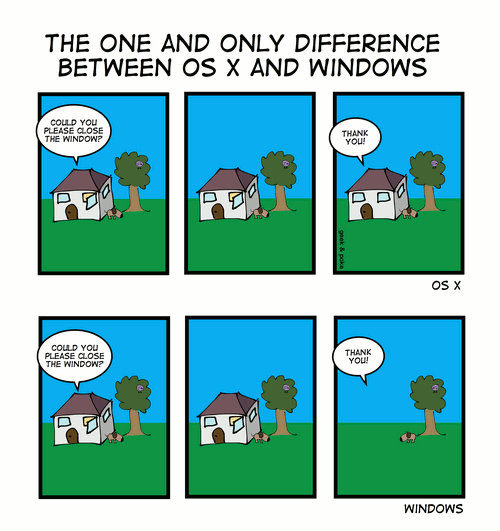 THE ONE AND ONLY DIFFERENCE
BETWEEN OS X AND WINDOWS
COULD YOU
PLEASE CLOSE
THE WINDOW?
THANK
YOU!
geek & poke
OS X
COULD YOU
PLEASE CLOSE
THE WINDOW?
THANK
YOU!
WINDOWS